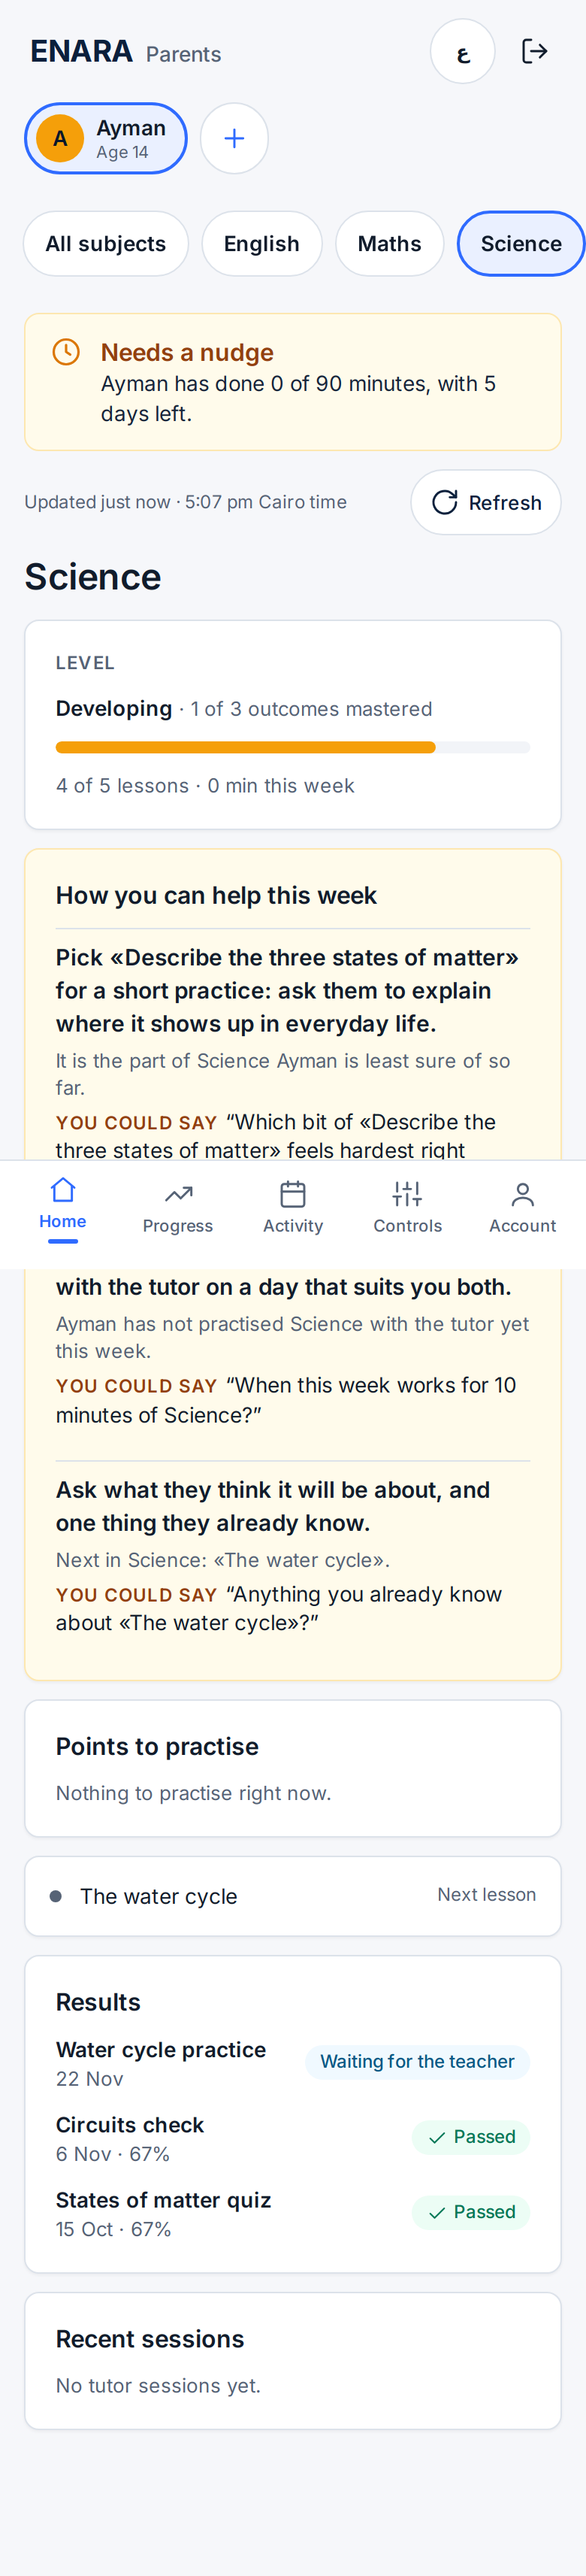 ENARA Parents
ع
A
Ayman
Age 14
All subjects
English
Maths
Science
Needs a nudge
Ayman has done 0 of 90 minutes, with 5
days left.
Updated just now · 5:07 pm Cairo time
Refresh
Science
LEVEL
Developing · 1 of 3 outcomes mastered
4 of 5 lessons · 0 min this week
How you can help this week
Pick «Describe the three states of matter»
for a short practice: ask them to explain
where it shows up in everyday life.
It is the part of Science Ayman is least sure of so
far.
YOU COULD SAY “Which bit of «Describe the
three states of matter» feels hardest right
Home
Progress
Activity
Controls
Account
with the tutor on a day that suits you both.
Ayman has not practised Science with the tutor yet
this week.
YOU COULD SAY “When this week works for 10
minutes of Science?”
Ask what they think it will be about, and
one thing they already know.
Next in Science: «The water cycle».
YOU COULD SAY “Anything you already know
about «The water cycle»?”
Points to practise
Nothing to practise right now.
The water cycle
Next lesson
Results
Water cycle practice
22 Nov
Waiting for the teacher
Circuits check
6 Nov · 67%
Passed
States of matter quiz
15 Oct · 67%
Passed
Recent sessions
No tutor sessions yet.